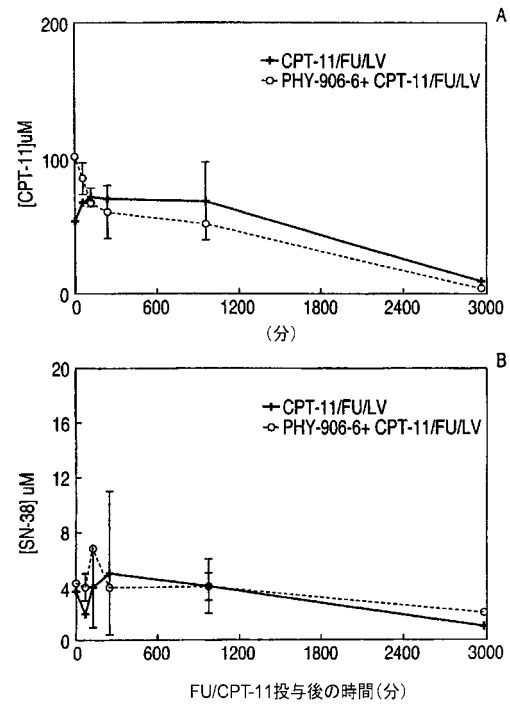 A
200
CPT-11/FU/LV
PHY-906-6+ CPT-11/FU/LV
[CPT-11]uM
100
0
0 600 1200 1800 2400 3000
(分)
B
20
CPT-11/FU/LV
PHY-906-6+ CPT-11/FU/LV
16
12
[SN-38] uM
8
4
0
0 600 1200 1800 2400 3000
FU/CPT-11投与後の時間(分)